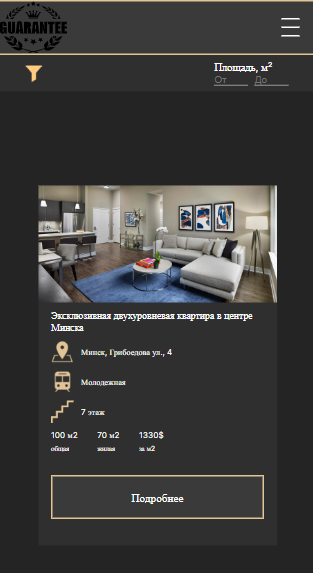 GUARANTEE
Площадь, м²
От До
Эксклюзивная двухуровневая квартира в центре
Минска
Минск, Грибоедова ул., 4
Молодежная
7 этаж
100 м2 70 м2 1330$
общая жилая за м2
Подробнее